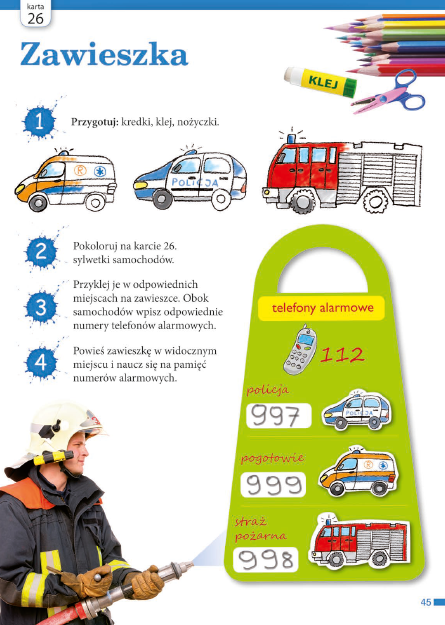 karta
26
Zawieszka
KLEJ
1
Przygotuj: kredki, klej, nożyczki.
R
POLICJA
2
Pokoloruj na karcie 26.
sylwetki samochodów.
3
Przyklej je w odpowiednich
miejscach na zawieszce. Obok
samochodów wpisz odpowiednie
numery telefonów alarmowych.
4
Powieś zawieszkę w widocznym
miejscu i naucz się na pamięć
numerów alarmowych.
telefony alarmowe
112
policja
997
POLICJA
pogotowie
999
R
straż
pożarna
998
45